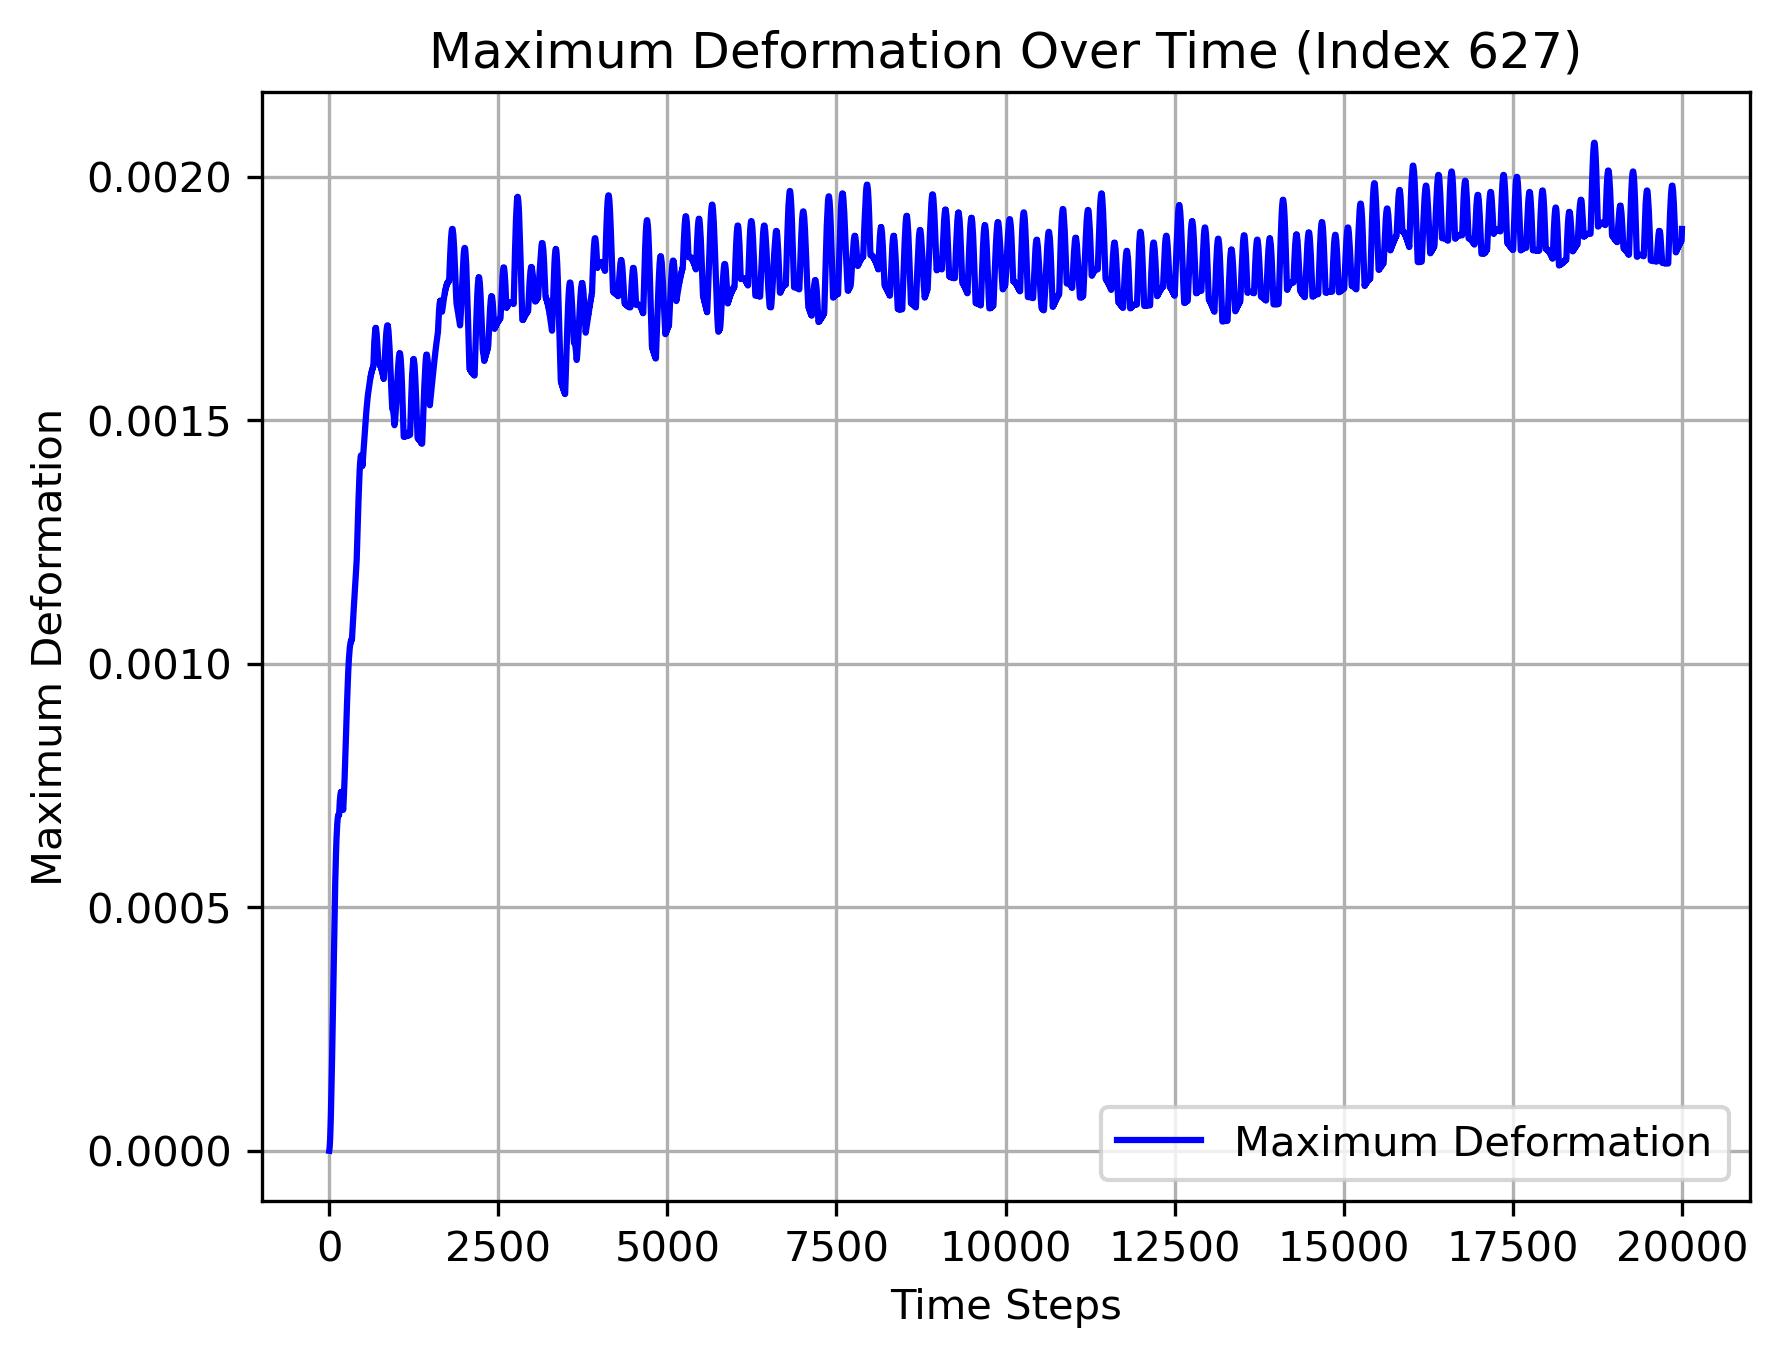 Maximum Deformation Over Time (Index 627)
Maximum Deformation
0.0020
0.0015
0.0010
0.0005
0.0000
Maximum Deformation
0 2500 5000 7500 10000 12500 15000 17500 20000
Time Steps